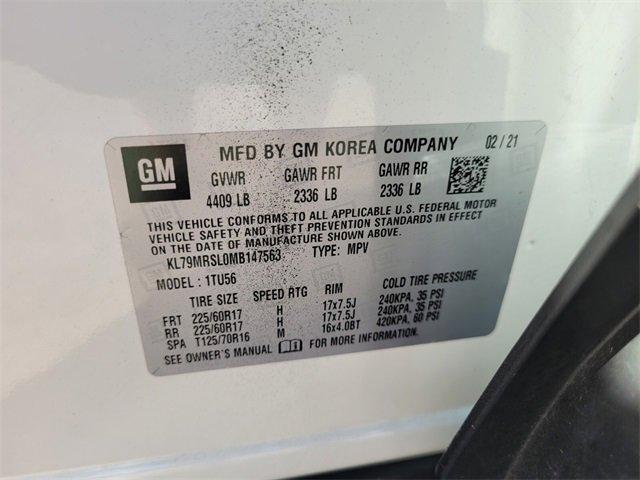 GM MFD BY GM KOREA COMPANY 02 / 21
GVWR GAWR FRT GAWR RR
4409 LB 2336 LB 2336 LB
THIS VEHICLE CONFORMS TO ALL APPLICABLE U.S. FEDERAL MOTOR
VEHICLE SAFETY AND THEFT PREVENTION STANDARDS IN EFFECT
ON THE DATE OF MANUFACTURE SHOWN ABOVE.
KL79MRSL0MB147563 TYPE: MPV
MODEL : 1TU56
TIRE SIZE SPEED RTG RIM COLD TIRE PRESSURE
FRT 225/60R17 H 17x7.5J 240KPA, 35 PSI
RR 225/60R17 H 17x7.5J 240KPA, 35 PSI
SPA T125/70R16 M 16x4.0BT 420KPA, 60 PSI
SEE OWNER'S MANUAL FOR MORE INFORMATION.